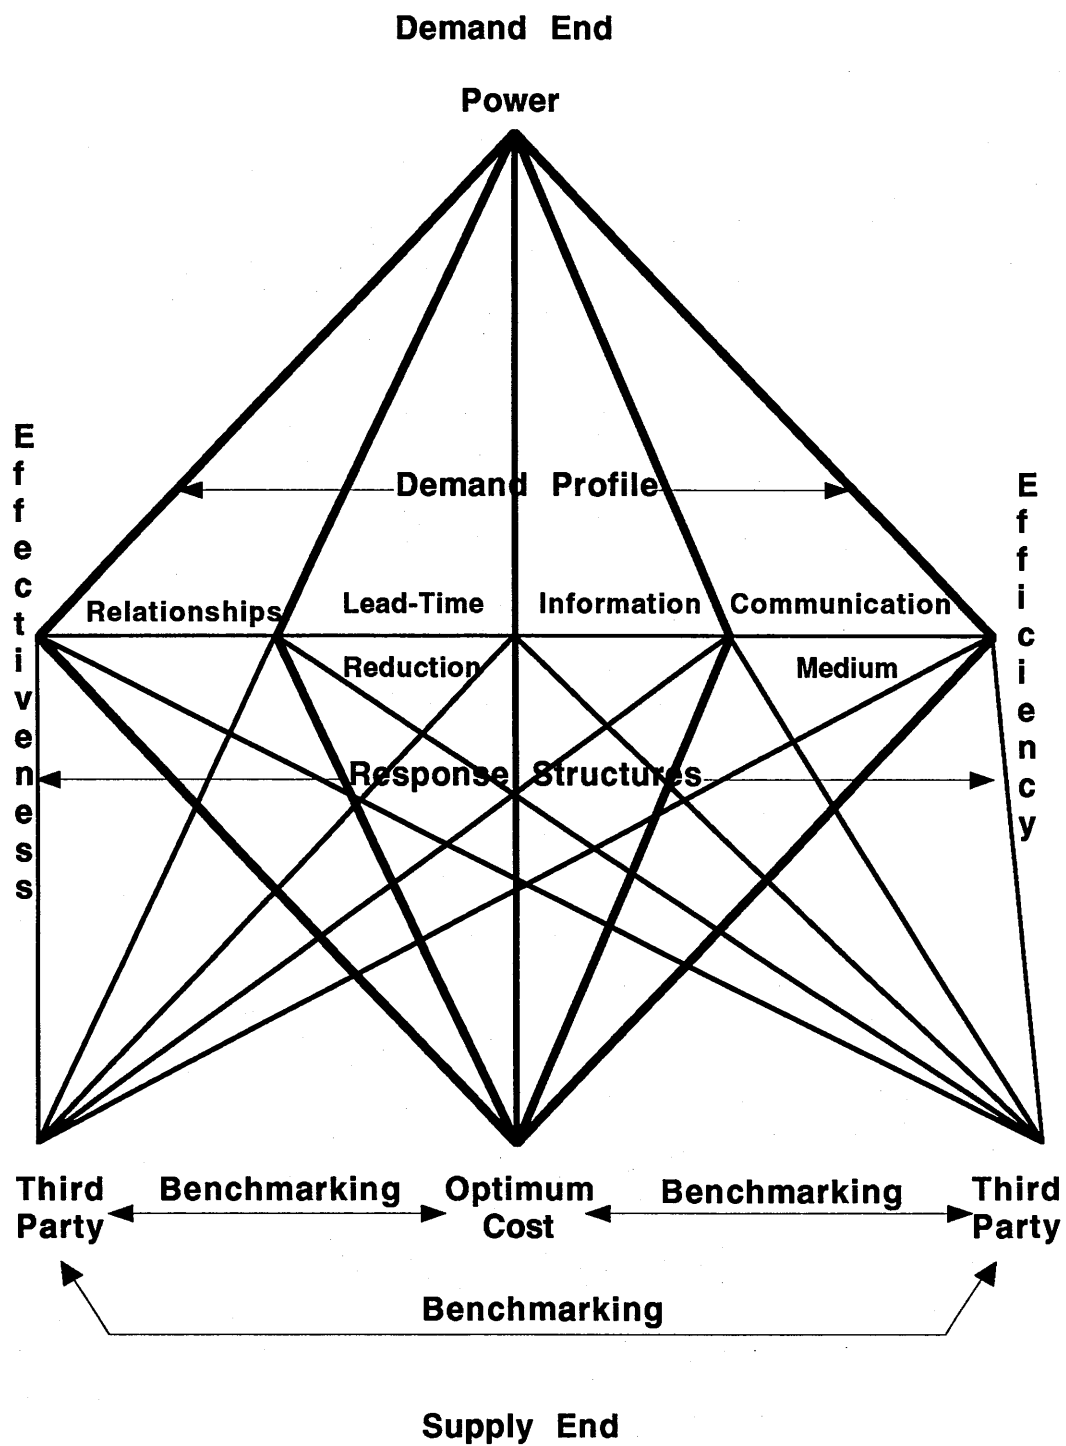 Demand End
Power
Effectiveness
Demand Profile
Efficiency
Relationships
Lead-Time
Reduction
Information
Communication
Medium
Response Structures
Third
Party
Benchmarking
Optimum
Cost
Benchmarking
Third
Party
Benchmarking
Supply End